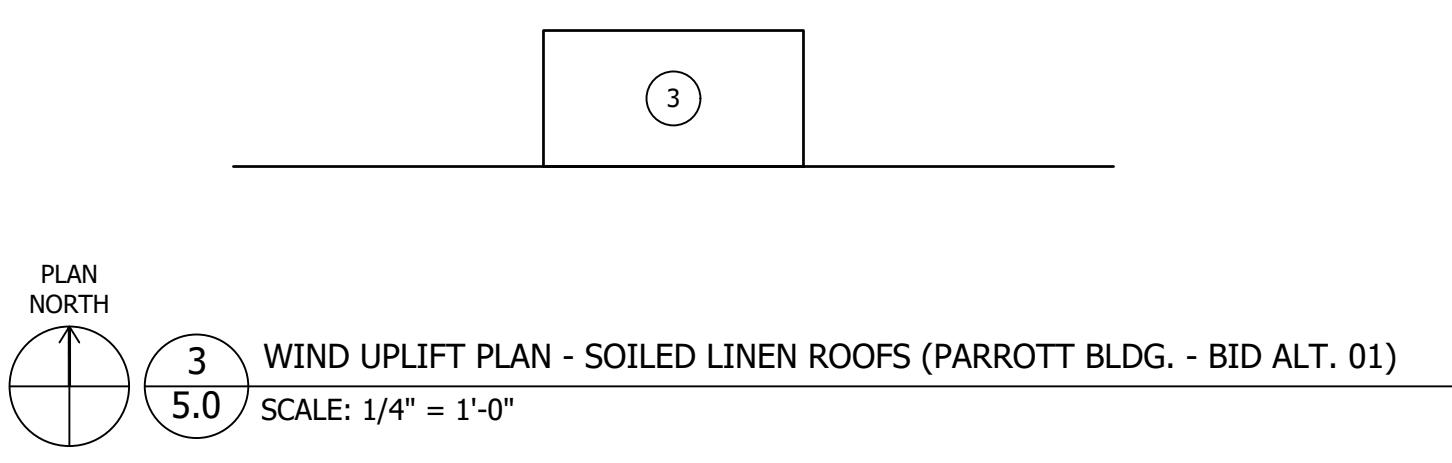 3
PLAN
NORTH
3
5.0
WIND UPLIFT PLAN - SOILED LINEN ROOFS (PARROTT BLDG. - BID ALT. 01)
SCALE: 1/4" = 1'-0"